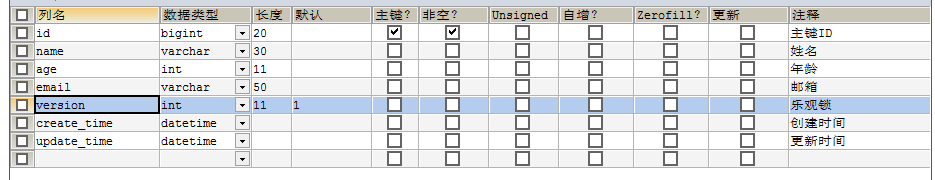 列名 数据类型 长度 默认 主键? 非空? Unsigned 自增? Zerofill? 更新 注释
id bigint 20 主键ID
name varchar 30 姓名
age int 11 年龄
email varchar 50 邮箱
version int 11 1 乐观锁
create_time datetime 创建时间
update_time datetime 更新时间